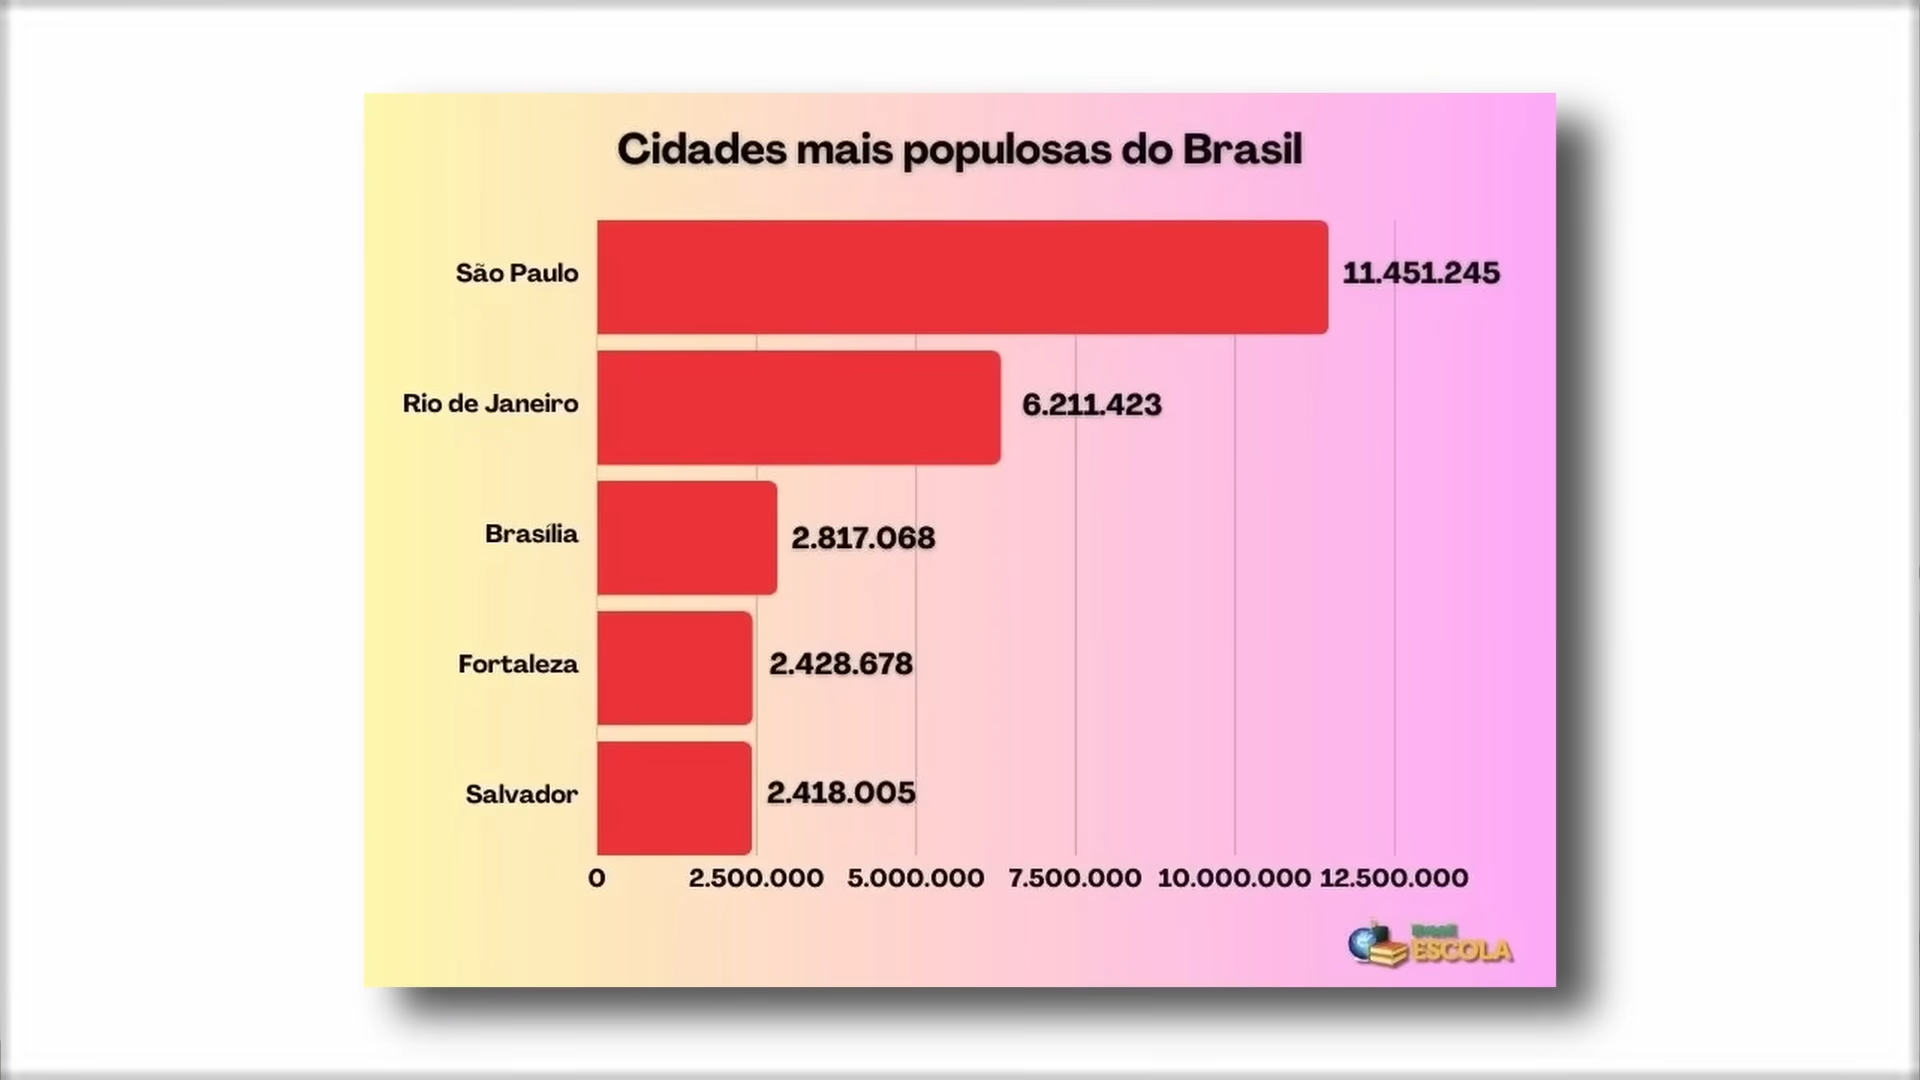 Cidades mais populosas do Brasil
São Paulo
11.451.245
Rio de Janeiro
6.211.423
Brasília
2.817.068
Fortaleza
2.428.678
Salvador
2.418.005
0 2.500.000 5.000.000 7.500.000 10.000.000 12.500.000
Brasil
ESCOLA